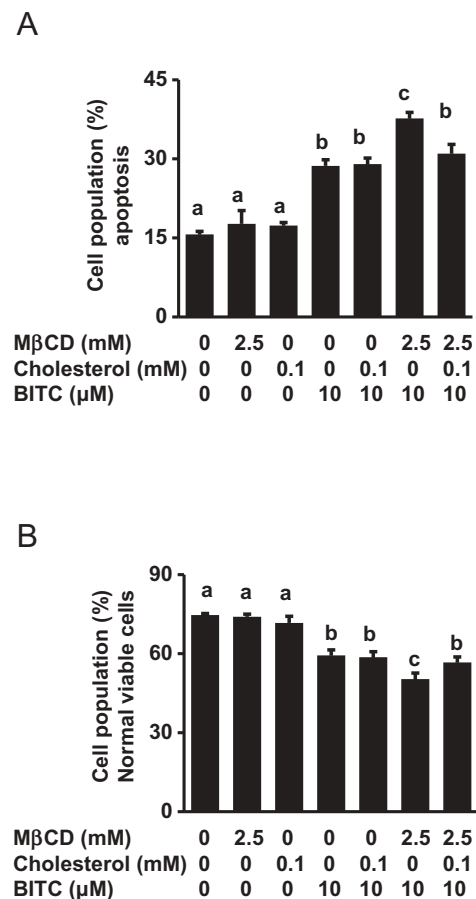 A
Cell population (%)
apoptosis
45
30
15
0
a
a
a
b
b
c
b
MβCD (mM) 0 2.5 0 0 0 2.5 2.5
Cholesterol (mM) 0 0 0.1 0 0.1 0 0.1
BITC (μM) 0 0 0 10 10 10 10
B
Cell population (%)
Normal viable cells
90
60
30
0
a
a
a
b
b
c
b
MβCD (mM) 0 2.5 0 0 0 2.5 2.5
Cholesterol (mM) 0 0 0.1 0 0.1 0 0.1
BITC (μM) 0 0 0 10 10 10 10